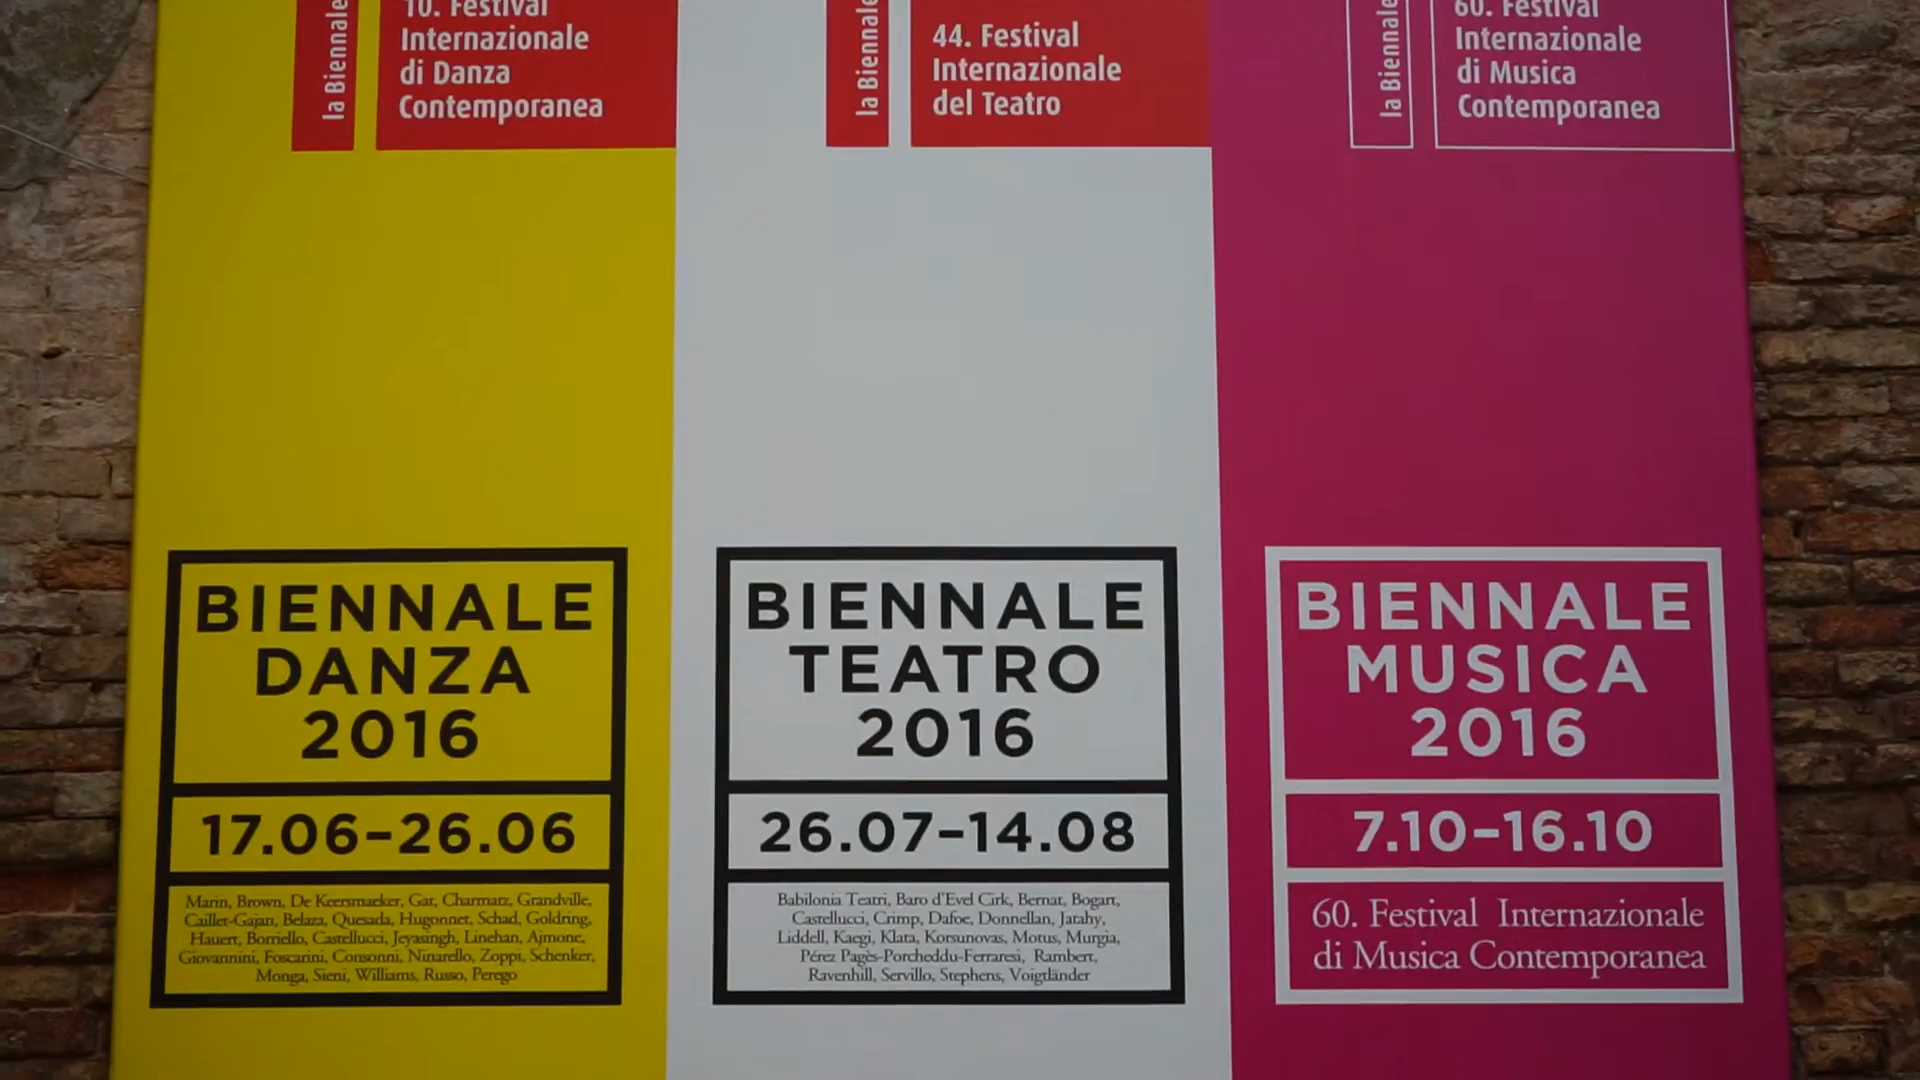 la Biennale
10. Festival
Internazionale
di Danza
Contemporanea
la Biennale
44. Festival
Internazionale
del Teatro
la Biennale
60. Festival
Internazionale
di Musica
Contemporanea
BIENNALE
DANZA
2016
17.06-26.06
Marin, Brown, De Keersmaeker, Gat, Charmatz, Grandville,
Caillet-Gajan, Belaza, Quesada, Hugonnet, Schad, Goldring,
Hauert, Borriello, Castellucci, Jeyasingh, Linehan, Ajmone,
Giovannini, Foscarini, Consonni, Ninarello, Zoppi, Schenker,
Monga, Sieni, Williams, Russo, Perego
BIENNALE
TEATRO
2016
26.07-14.08
Babilonia Teatri, Baro d'Evel Cirk, Bernat, Bogart,
Castellucci, Crimp, Dafoe, Donnellan, Jatahy,
Liddell, Kaegi, Klata, Korsunovas, Motus, Murgia,
Pérez Pagès-Porcheddu-Ferraresi, Rambert,
Ravenhill, Servillo, Stephens, Voigtländer
BIENNALE
MUSICA
2016
7.10-16.10
60. Festival Internazionale
di Musica Contemporanea